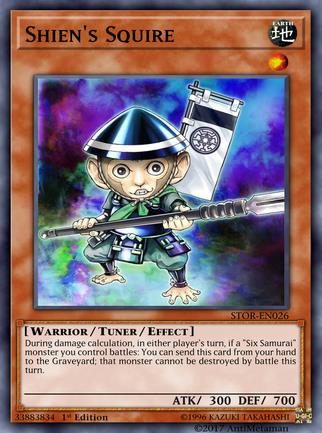 Shien's Squire
EARTH
地
STOR-EN026
[ Warrior / Tuner / Effect ]
During damage calculation, in either player's turn, if a "Six Samurai"
monster you control battles: You can send this card from your hand
to the Graveyard; that monster cannot be destroyed by battle this
turn.
ATK/ 300 DEF/ 700
33883834 1st Edition ©1996 KAZUKI TAKAHASHI
©2017 AntiMetaman